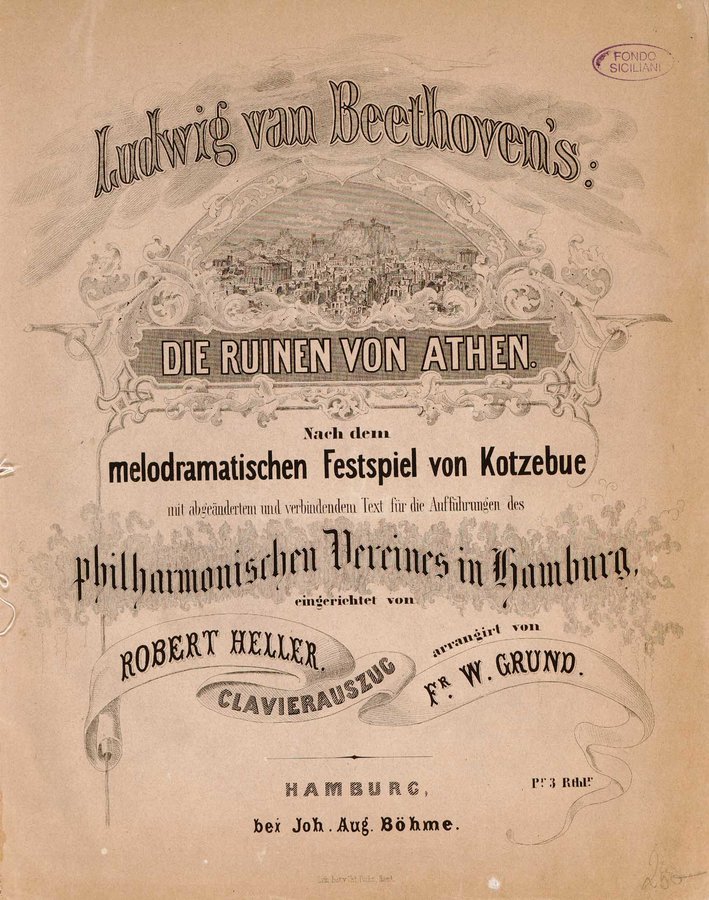 FONDO
SICILIANI
Ludwig van Beethoven's:
DIE RUINEN VON ATHEN.
Nach dem
melodramatischen Festspiel von Kotzebue
mit abgeändertem und verbindendem Text für die Aufführungen des
philharmonischen Vereines in Hamburg,
eingerichtet von
ROBERT HELLER.
CLAVIERAUSZUG
arrangirt von
FR. W. GRUND.
HAMBURG,
Pr. 3 Rthlr.
bei Joh. Aug. Böhme.